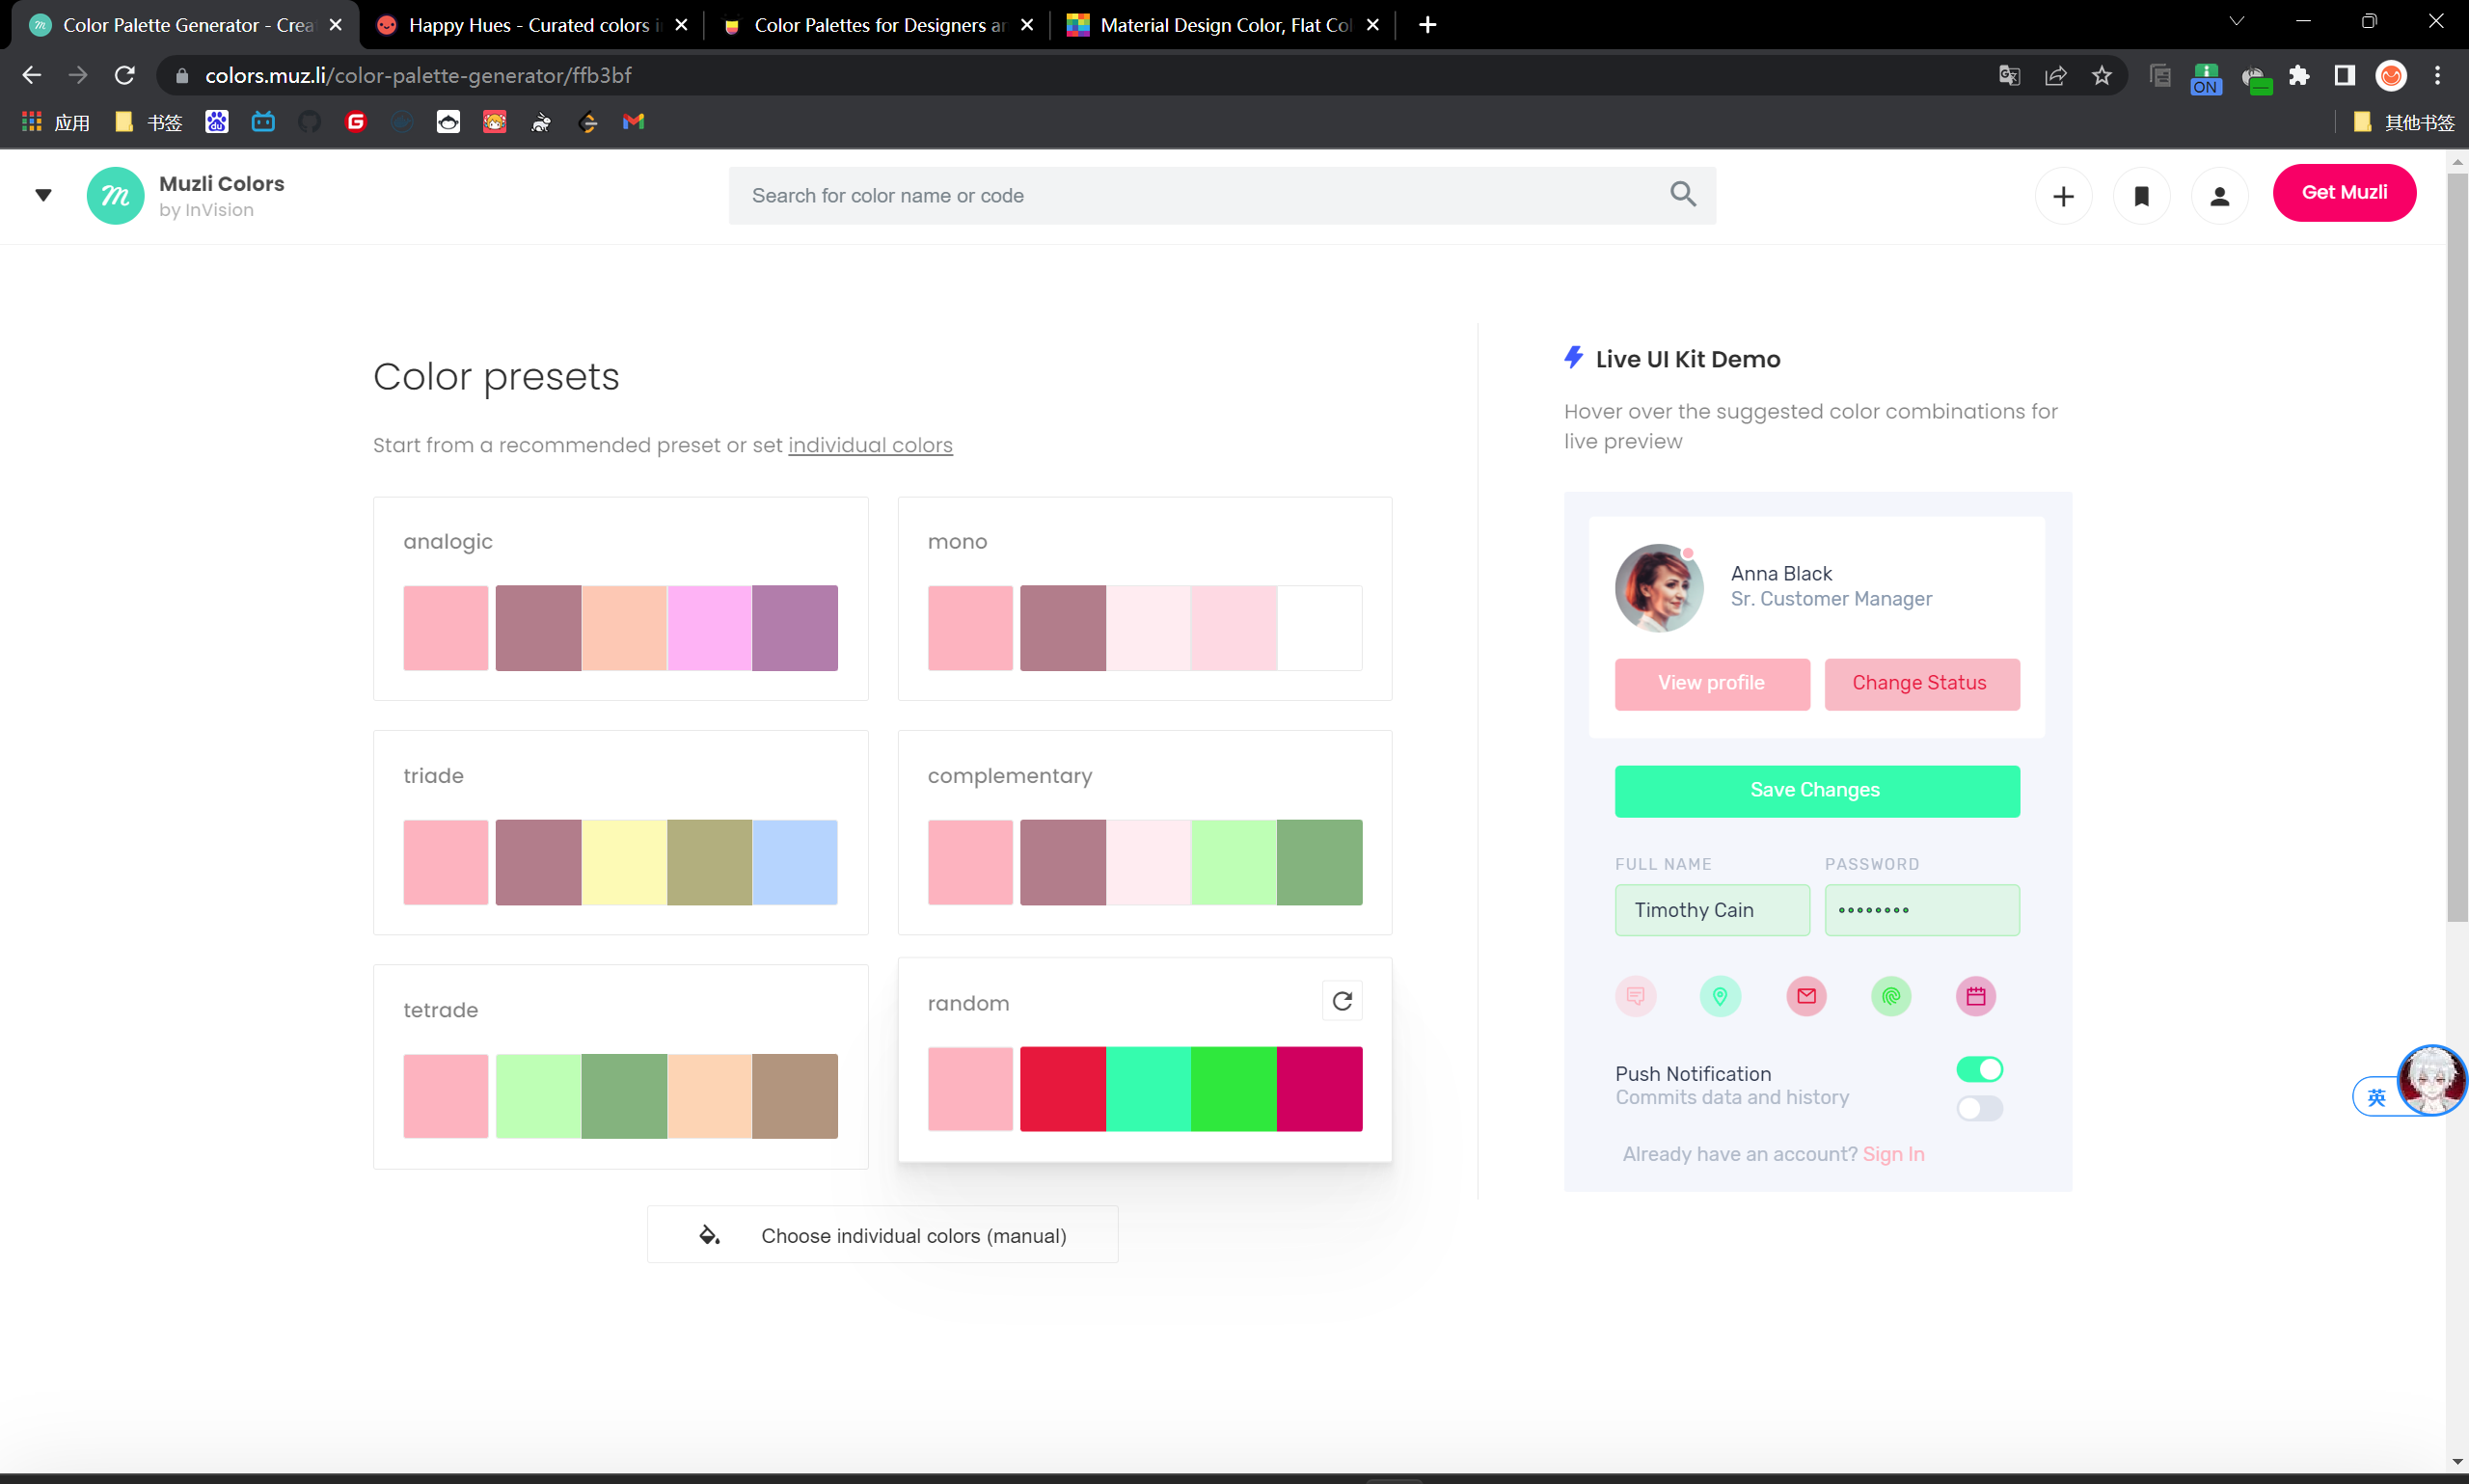 Color Palette Generator - Crea
Happy Hues - Curated colors i
Color Palettes for Designers ar
Material Design Color, Flat Col
colors.muz.li/color-palette-generator/ffb3bf
ON
应用
书签
du
其他书签
m
Muzli Colors
by InVision
Search for color name or code
Get Muzli
Color presets
Start from a recommended preset or set individual colors
analogic
mono
triade
complementary
tetrade
random
Choose individual colors (manual)
Live UI Kit Demo
Hover over the suggested color combinations for
live preview
Anna Black
Sr. Customer Manager
View profile
Change Status
Save Changes
FULL NAME
PASSWORD
Timothy Cain
Push Notification
Commits data and history
Already have an account? Sign In
英